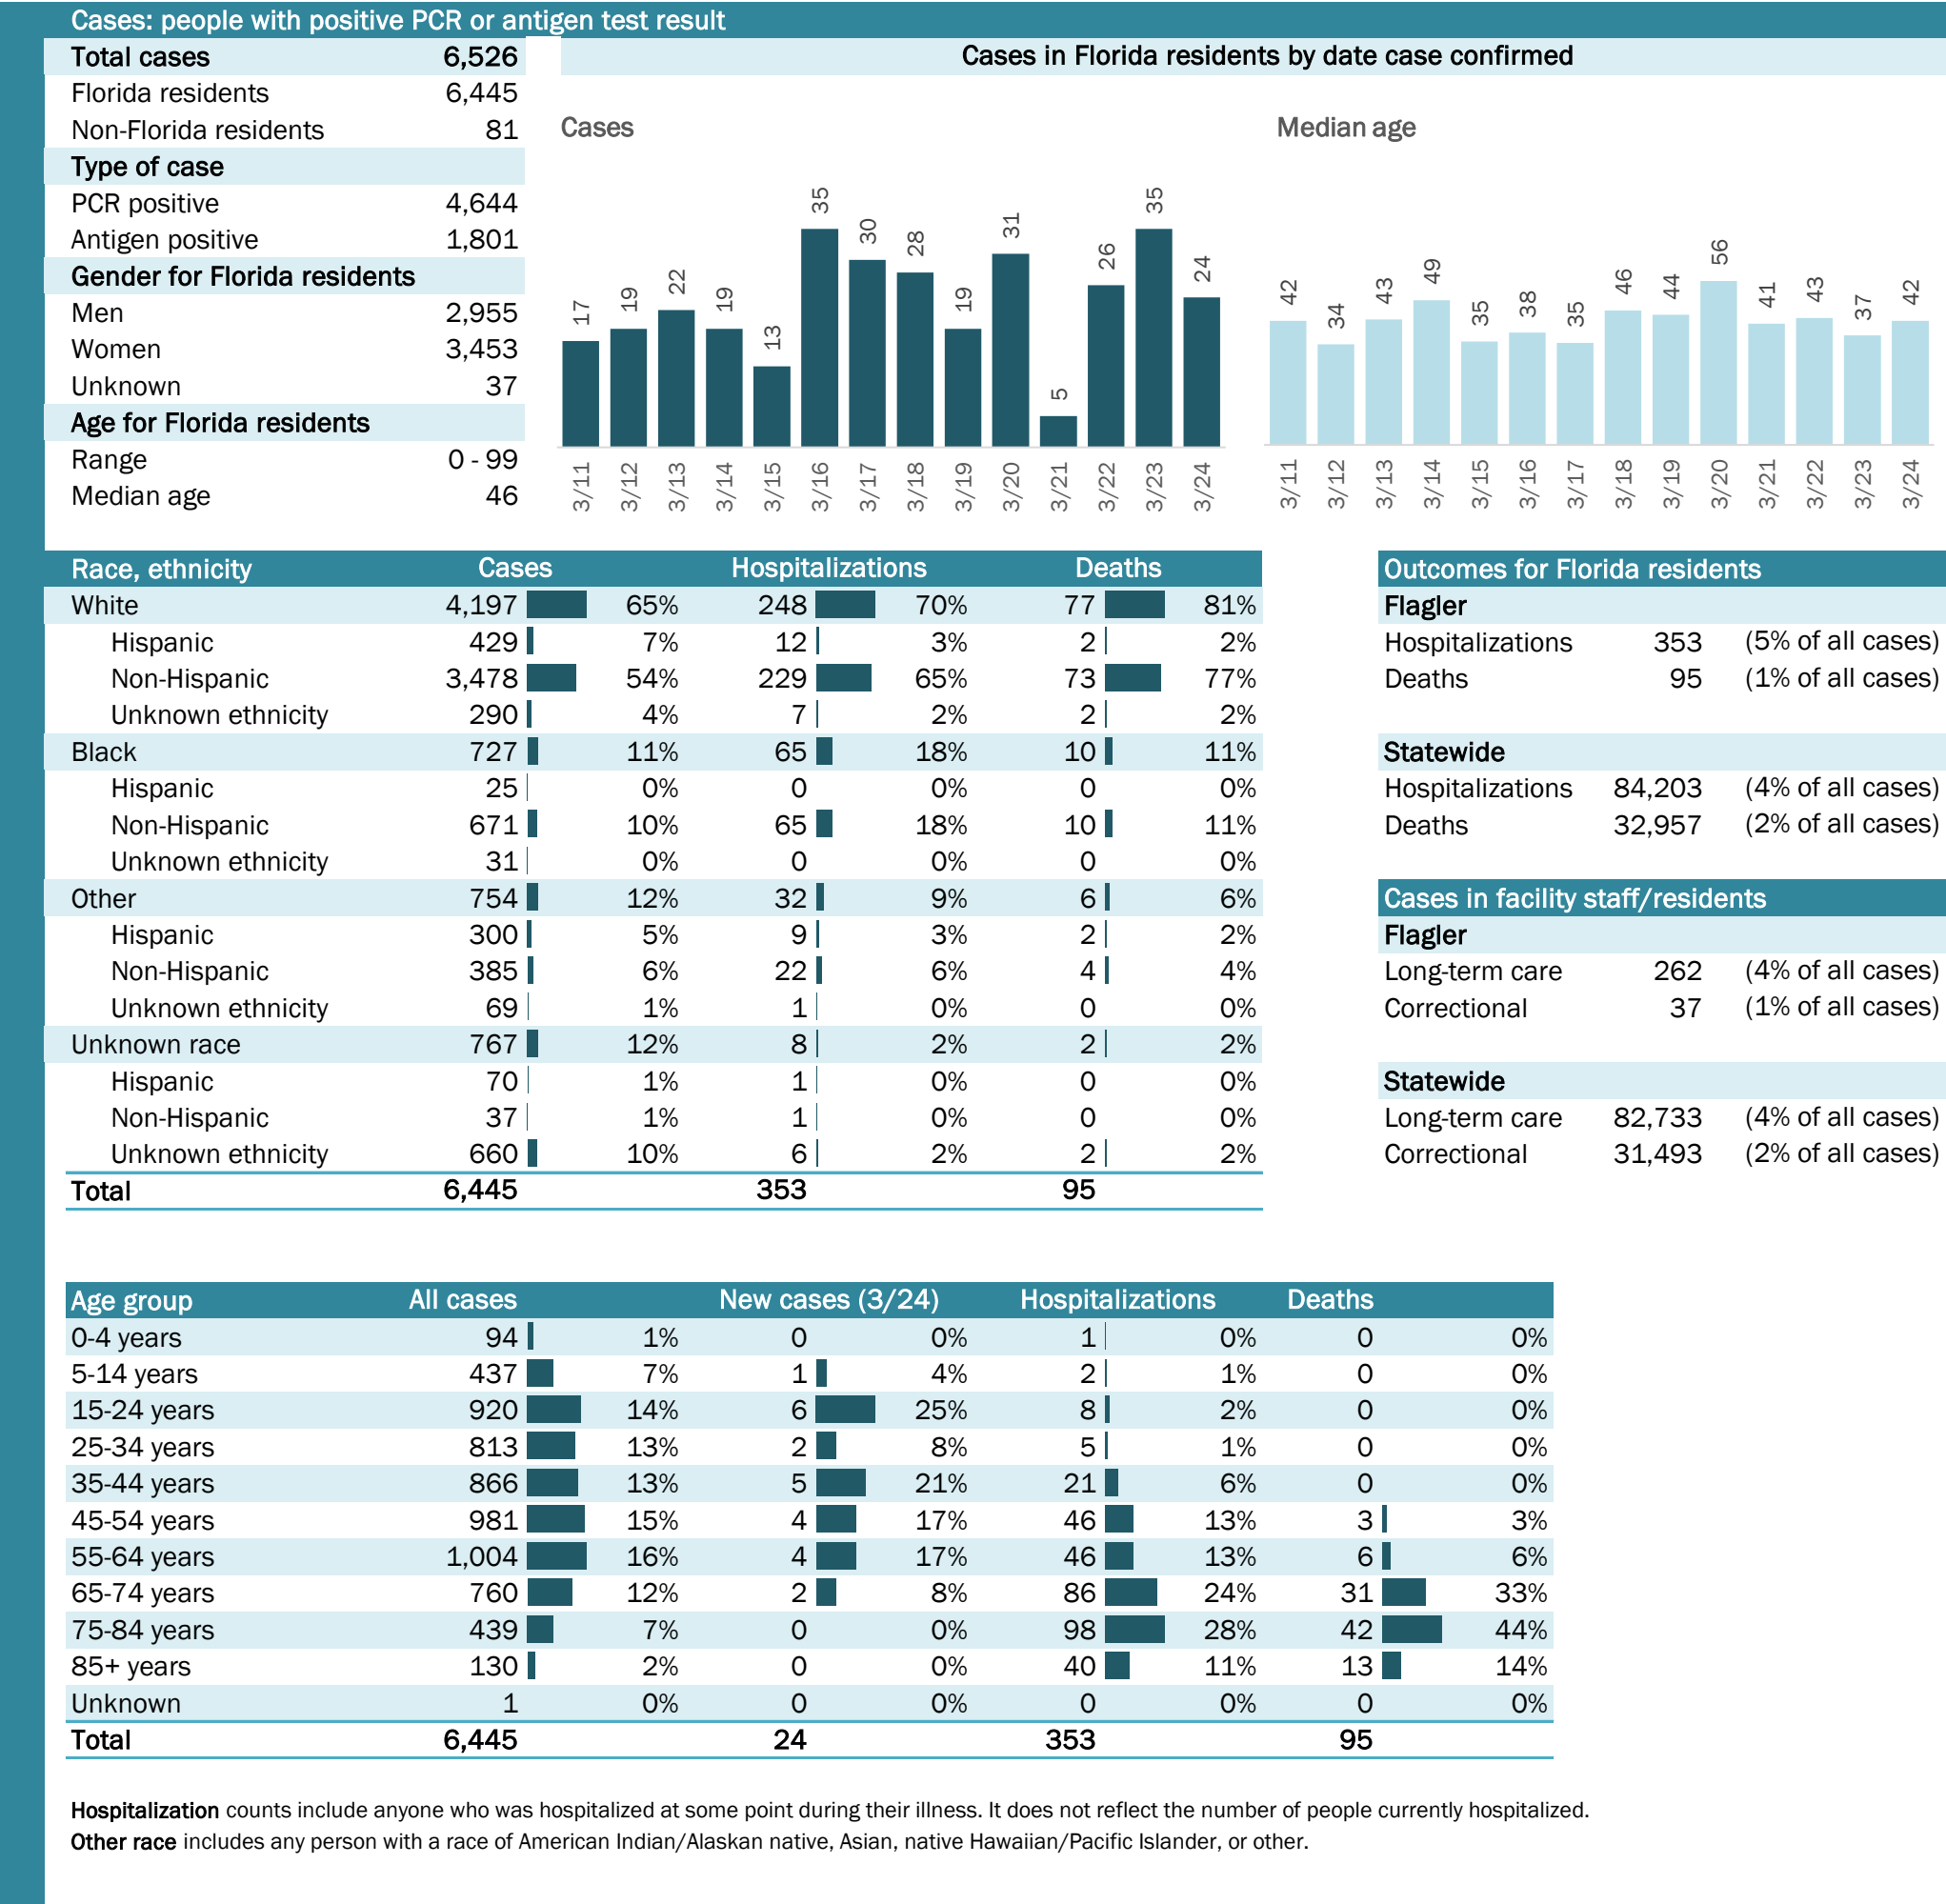 Cases: people with positive PCR or antigen test result
Total cases 6,526
Florida residents 6,445
Non-Florida residents 81
Type of case
PCR positive 4,644
Antigen positive 1,801
Gender for Florida residents
Men 2,955
Women 3,453
Unknown 37
Age for Florida residents
Range 0 - 99
Median age 46
Cases in Florida residents by date case confirmed
Cases
17 19 22 19 13 35 30 28 19 31 5 26 35 24
3/11 3/12 3/13 3/14 3/15 3/16 3/17 3/18 3/19 3/20 3/21 3/22 3/23 3/24
Median age
42 34 43 49 35 38 35 46 44 56 41 43 37 42
3/11 3/12 3/13 3/14 3/15 3/16 3/17 3/18 3/19 3/20 3/21 3/22 3/23 3/24
Race, ethnicity Cases Hospitalizations Deaths
White 4,197 65% 248 70% 77 81%
Hispanic 429 7% 12 3% 2 2%
Non-Hispanic 3,478 54% 229 65% 73 77%
Unknown ethnicity 290 4% 7 2% 2 2%
Black 727 11% 65 18% 10 11%
Hispanic 25 0% 0 0% 0 0%
Non-Hispanic 671 10% 65 18% 10 11%
Unknown ethnicity 31 0% 0 0% 0 0%
Other 754 12% 32 9% 6 6%
Hispanic 300 5% 9 3% 2 2%
Non-Hispanic 385 6% 22 6% 4 4%
Unknown ethnicity 69 1% 1 0% 0 0%
Unknown race 767 12% 8 2% 2 2%
Hispanic 70 1% 1 0% 0 0%
Non-Hispanic 37 1% 1 0% 0 0%
Unknown ethnicity 660 10% 6 2% 2 2%
Total 6,445 353 95
Outcomes for Florida residents
Flagler
Hospitalizations 353 (5% of all cases)
Deaths 95 (1% of all cases)
Statewide
Hospitalizations 84,203 (4% of all cases)
Deaths 32,957 (2% of all cases)
Cases in facility staff/residents
Flagler
Long-term care 262 (4% of all cases)
Correctional 37 (1% of all cases)
Statewide
Long-term care 82,733 (4% of all cases)
Correctional 31,493 (2% of all cases)
Age group All cases New cases (3/24) Hospitalizations Deaths
0-4 years 94 1% 0 0% 1 0% 0 0%
5-14 years 437 7% 1 4% 2 1% 0 0%
15-24 years 920 14% 6 25% 8 2% 0 0%
25-34 years 813 13% 2 8% 5 1% 0 0%
35-44 years 866 13% 5 21% 21 6% 0 0%
45-54 years 981 15% 4 17% 46 13% 3 3%
55-64 years 1,004 16% 4 17% 46 13% 6 6%
65-74 years 760 12% 2 8% 86 24% 31 33%
75-84 years 439 7% 0 0% 98 28% 42 44%
85+ years 130 2% 0 0% 40 11% 13 14%
Unknown 1 0% 0 0% 0 0% 0 0%
Total 6,445 24 353 95
Hospitalization counts include anyone who was hospitalized at some point during their illness. It does not reflect the number of people currently hospitalized.
Other race includes any person with a race of American Indian/Alaskan native, Asian, native Hawaiian/Pacific Islander, or other.